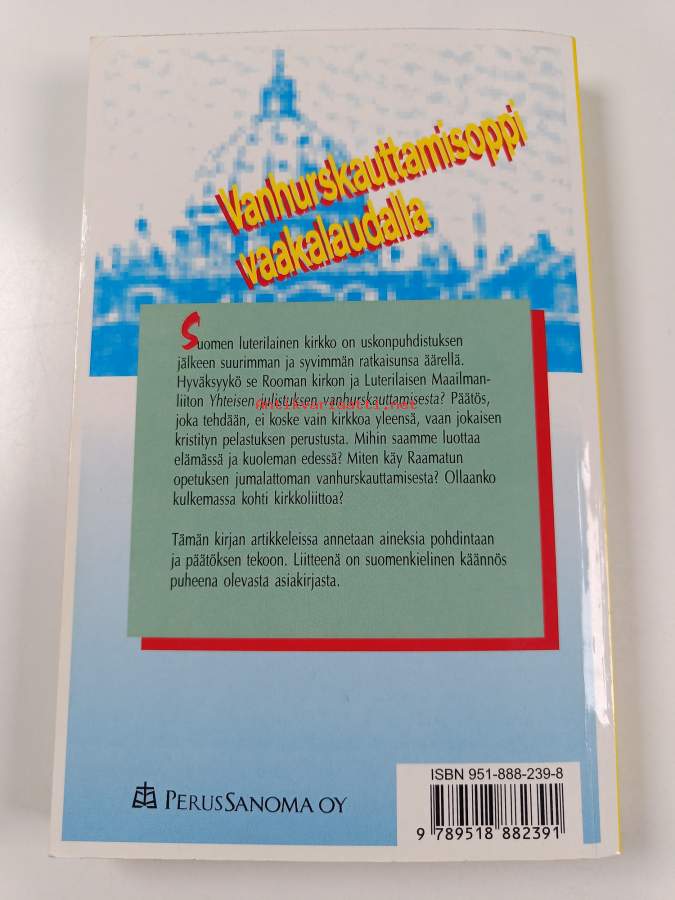 Vanhurskauttamisoppi
vaakalaudalla
Suomen luterilainen kirkko on uskonpuhdistuksen
jälkeen suurimman ja syvimmän ratkaisunsa äärellä.
Hyväksyykö se Rooman kirkon ja Luterilaisen Maailman-
liiton Yhteisen julistuksen vanhurskauttamisesta? Päätös,
antikvariaatti.net
joka tehdään, ei koske vain kirkkoa yleensä, vaan jokaisen
kristityn pelastuksen perustusta. Mihin saamme luottaa
elämässä ja kuoleman edessä? Miten käy Raamatun
opetuksen jumalattoman vanhurskauttamisesta? Ollaanko
kulkemassa kohti kirkkoliittoa?
Tämän kirjan artikkeleissa annetaan aineksia pohdintaan
ja päätöksen tekoon. Liitteenä on suomenkielinen käännös
puheena olevasta asiakirjasta.
PERUSSANOMA OY
ISBN 951-888-239-8
9 789518 882391